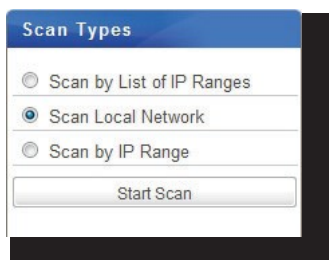 Scan Types
Scan by List of IP Ranges
Scan Local Network
Scan by IP Range
Start Scan